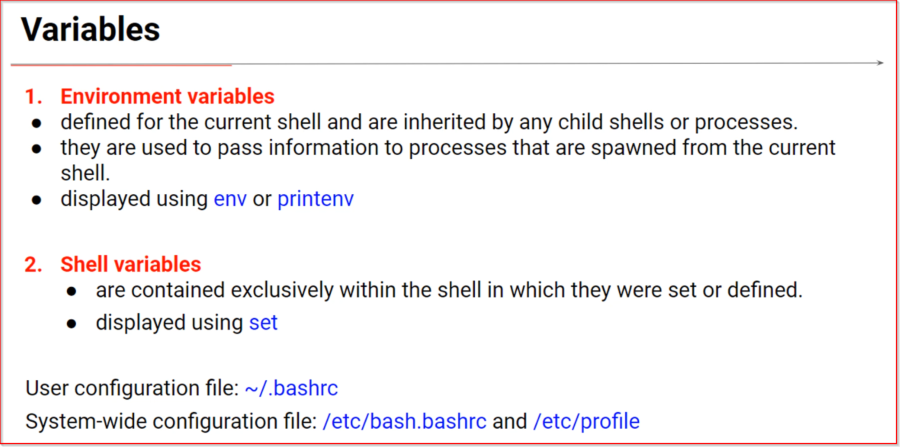 Variables
1. Environment variables
● defined for the current shell and are inherited by any child shells or processes.
● they are used to pass information to processes that are spawned from the current
shell.
● displayed using env or printenv
2. Shell variables
● are contained exclusively within the shell in which they were set or defined.
● displayed using set
User configuration file: ~/.bashrc
System-wide configuration file: /etc/bash.bashrc and /etc/profile